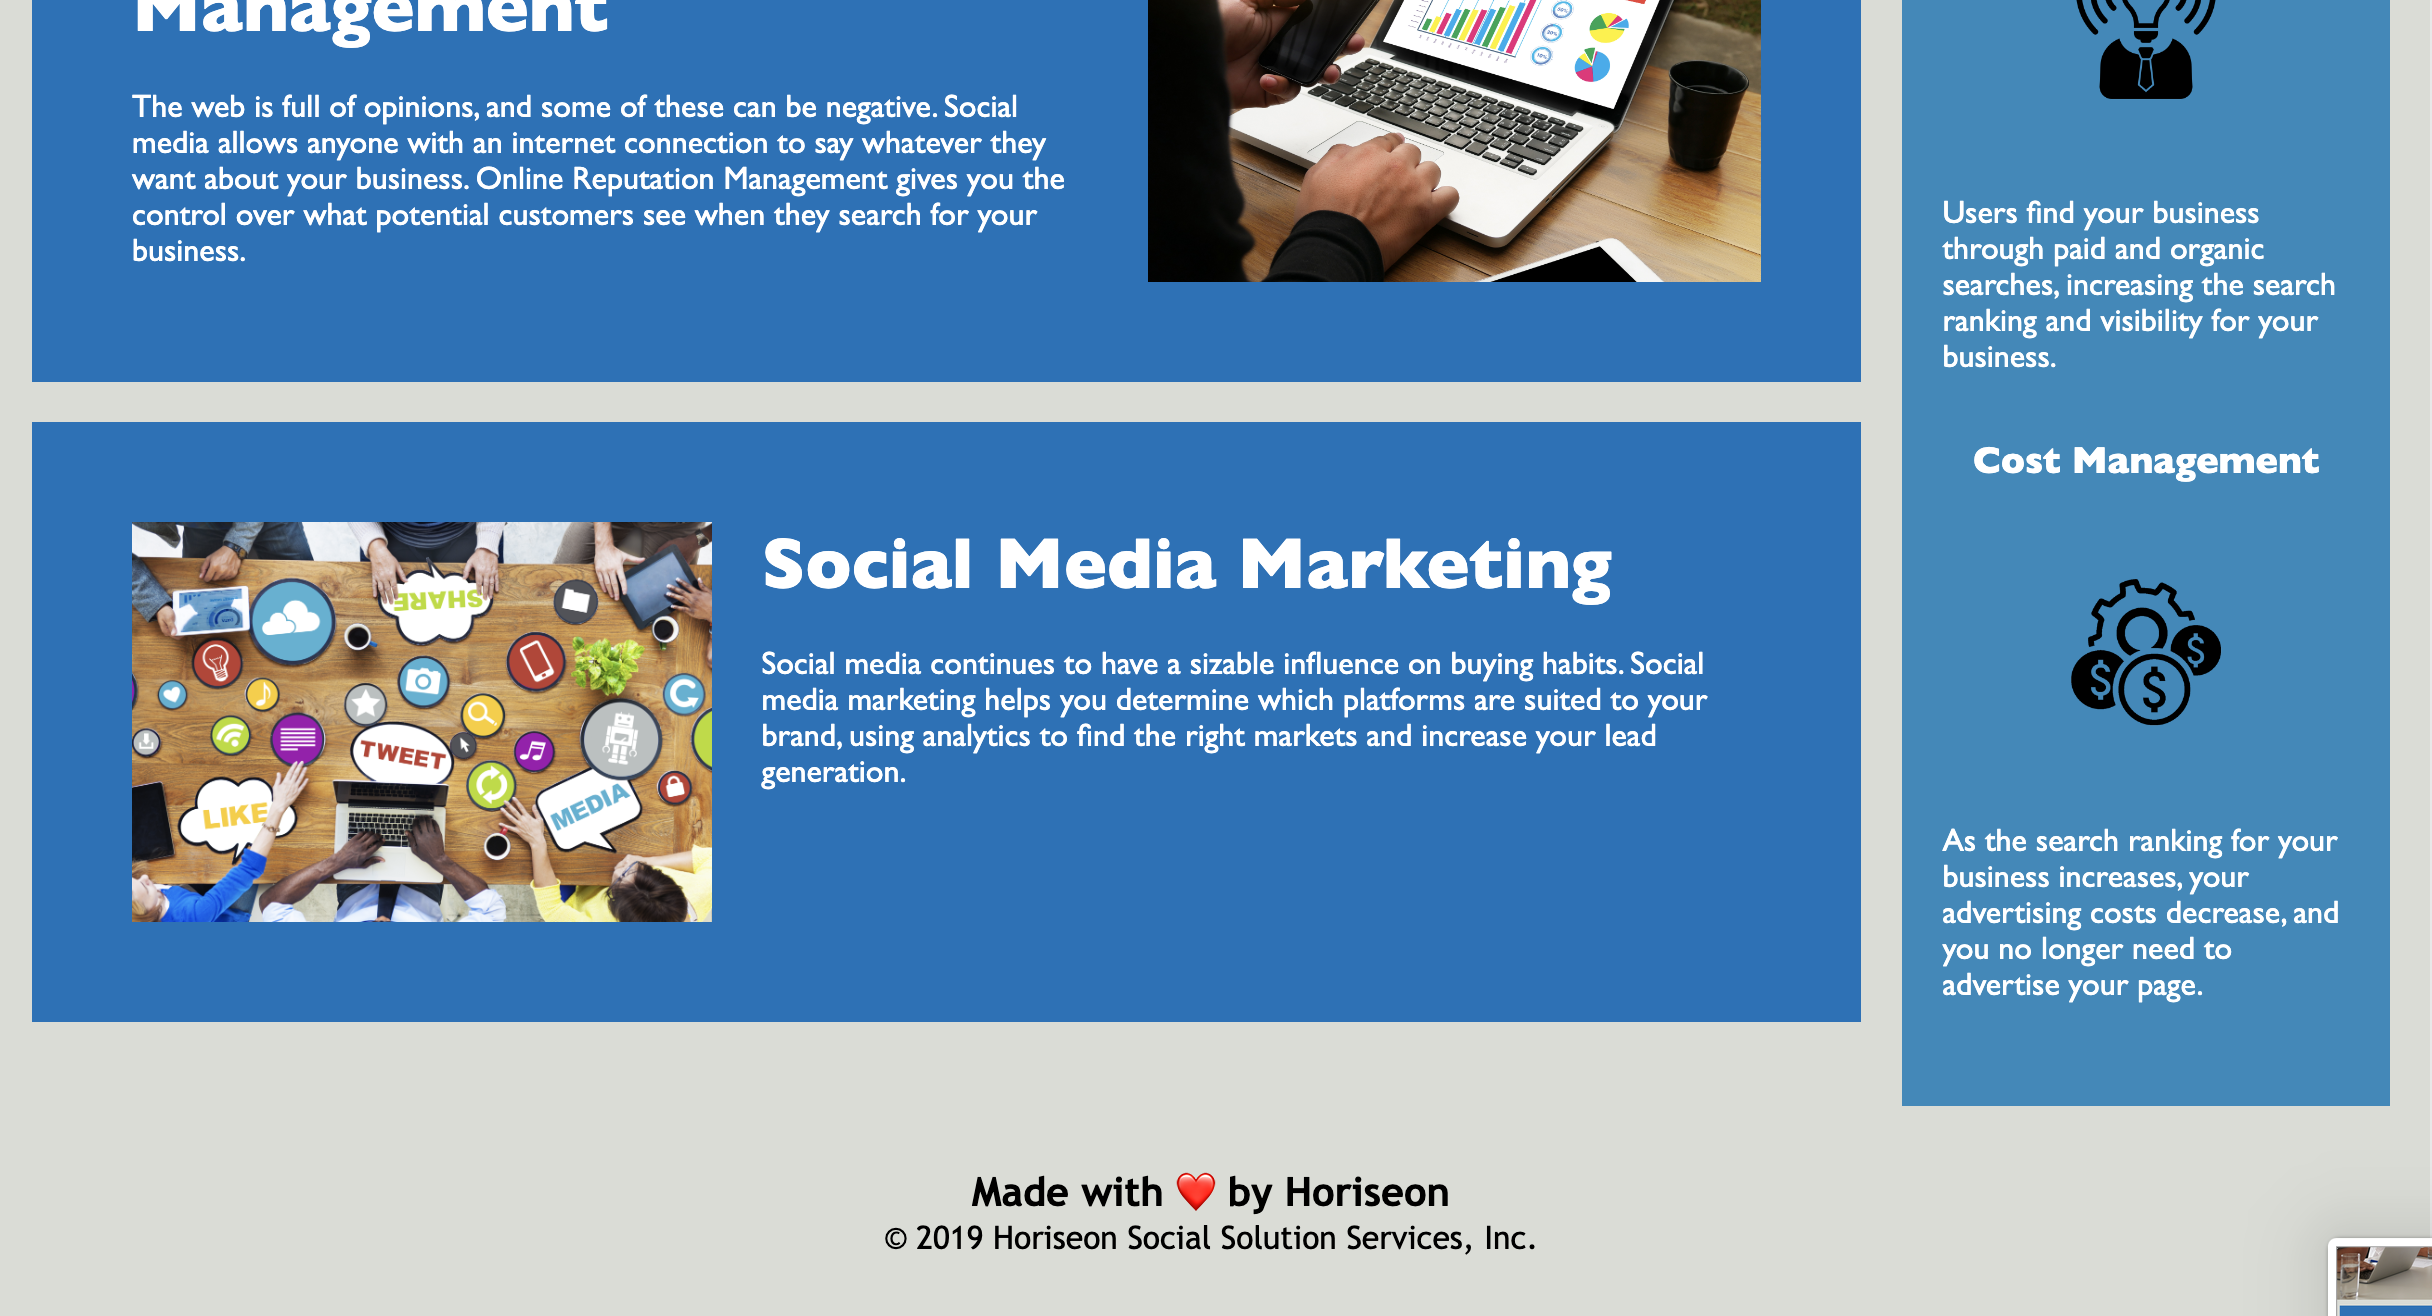 Management
The web is full of opinions, and some of these can be negative. Social
media allows anyone with an internet connection to say whatever they
want about your business. Online Reputation Management gives you the
control over what potential customers see when they search for your
business.
SHARE
TWEET
LIKE
MEDIA
Social Media Marketing
Social media continues to have a sizable influence on buying habits. Social
media marketing helps you determine which platforms are suited to your
brand, using analytics to find the right markets and increase your lead
generation.
Users find your business
through paid and organic
searches, increasing the search
ranking and visibility for your
business.
Cost Management
As the search ranking for your
business increases, your
advertising costs decrease, and
you no longer need to
advertise your page.
Made with ❤️ by Horiseon
© 2019 Horiseon Social Solution Services, Inc.